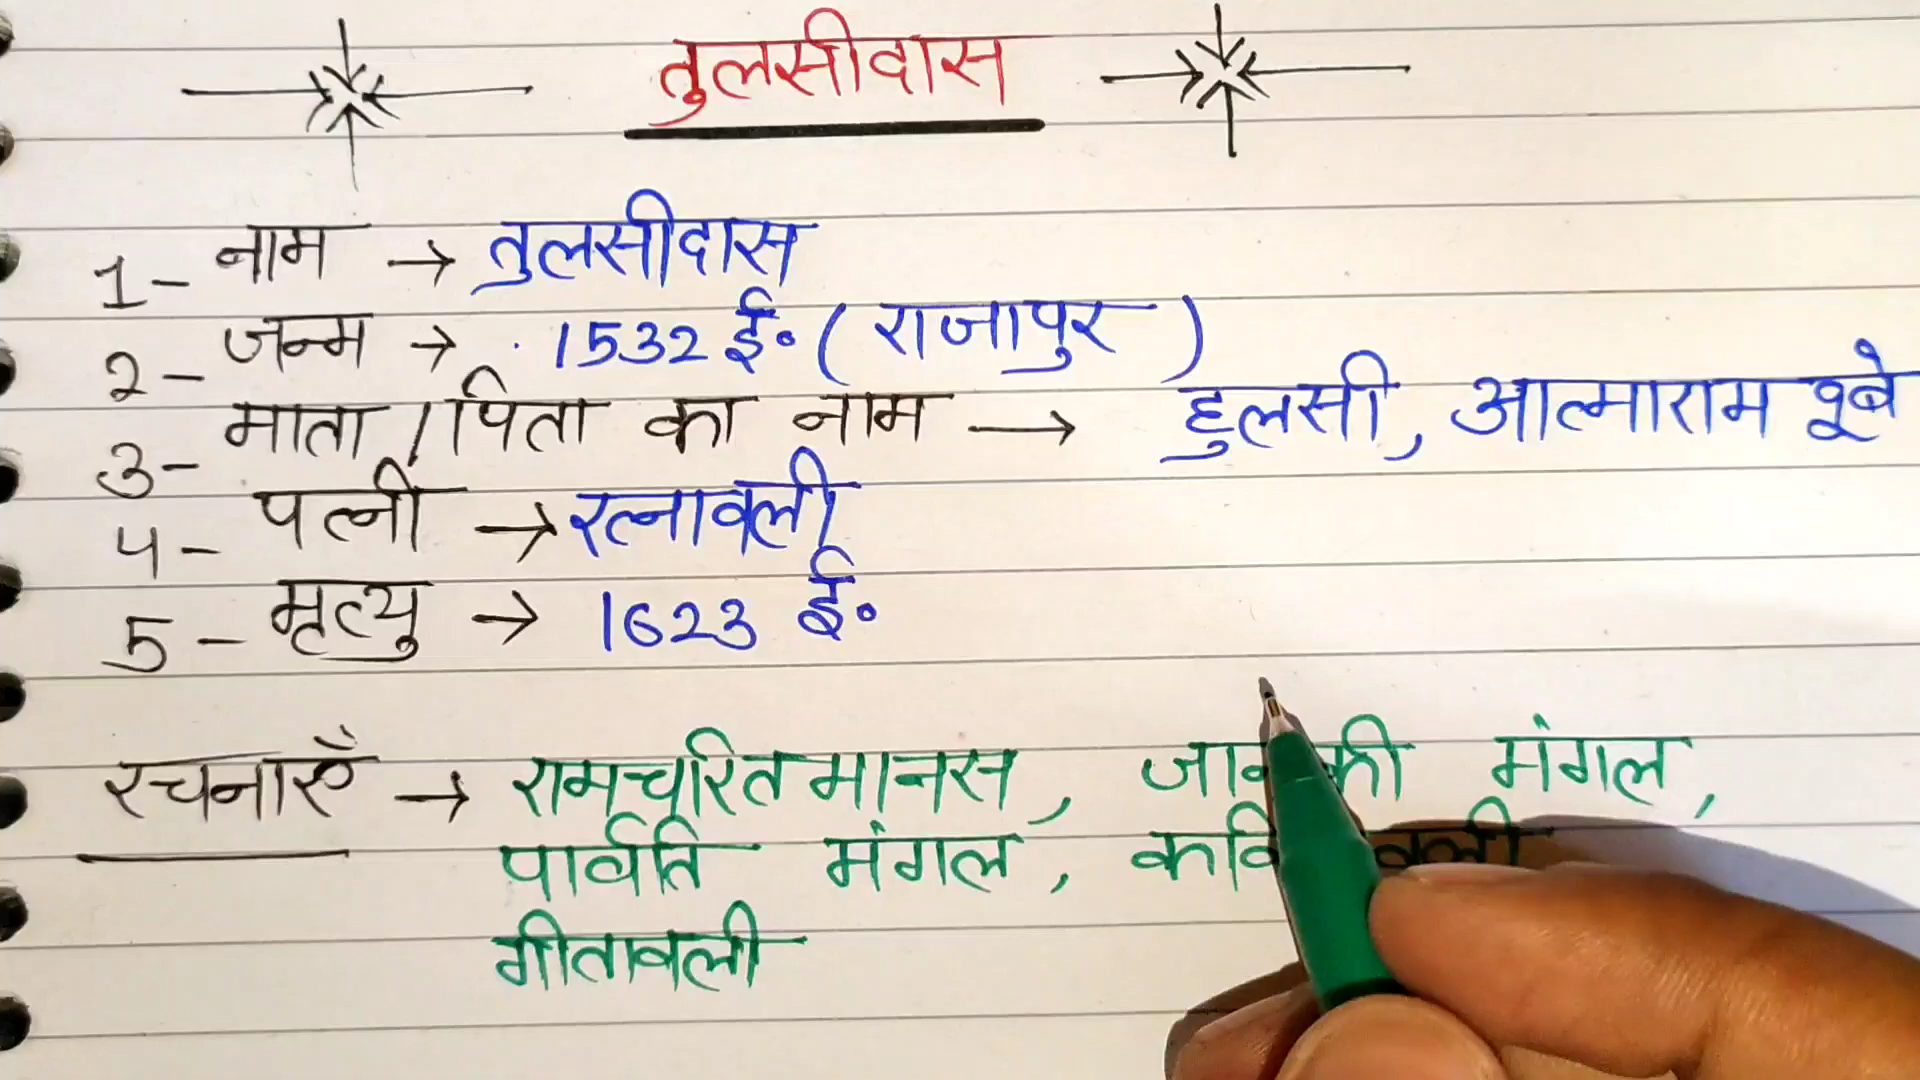 तुलसीदास
1- नाम → तुलसीदास
2- जन्म → 1532 ई॰ ( राजापुर )
3- माता / पिता का नाम → हुलसी, आत्माराम दूबे
4- पत्नी → रत्नावली
5- मृत्यु → 1623 ई॰
रचनाएँ → रामचरितमानस, जानकी मंगल,
पार्वति मंगल,
गीतावली